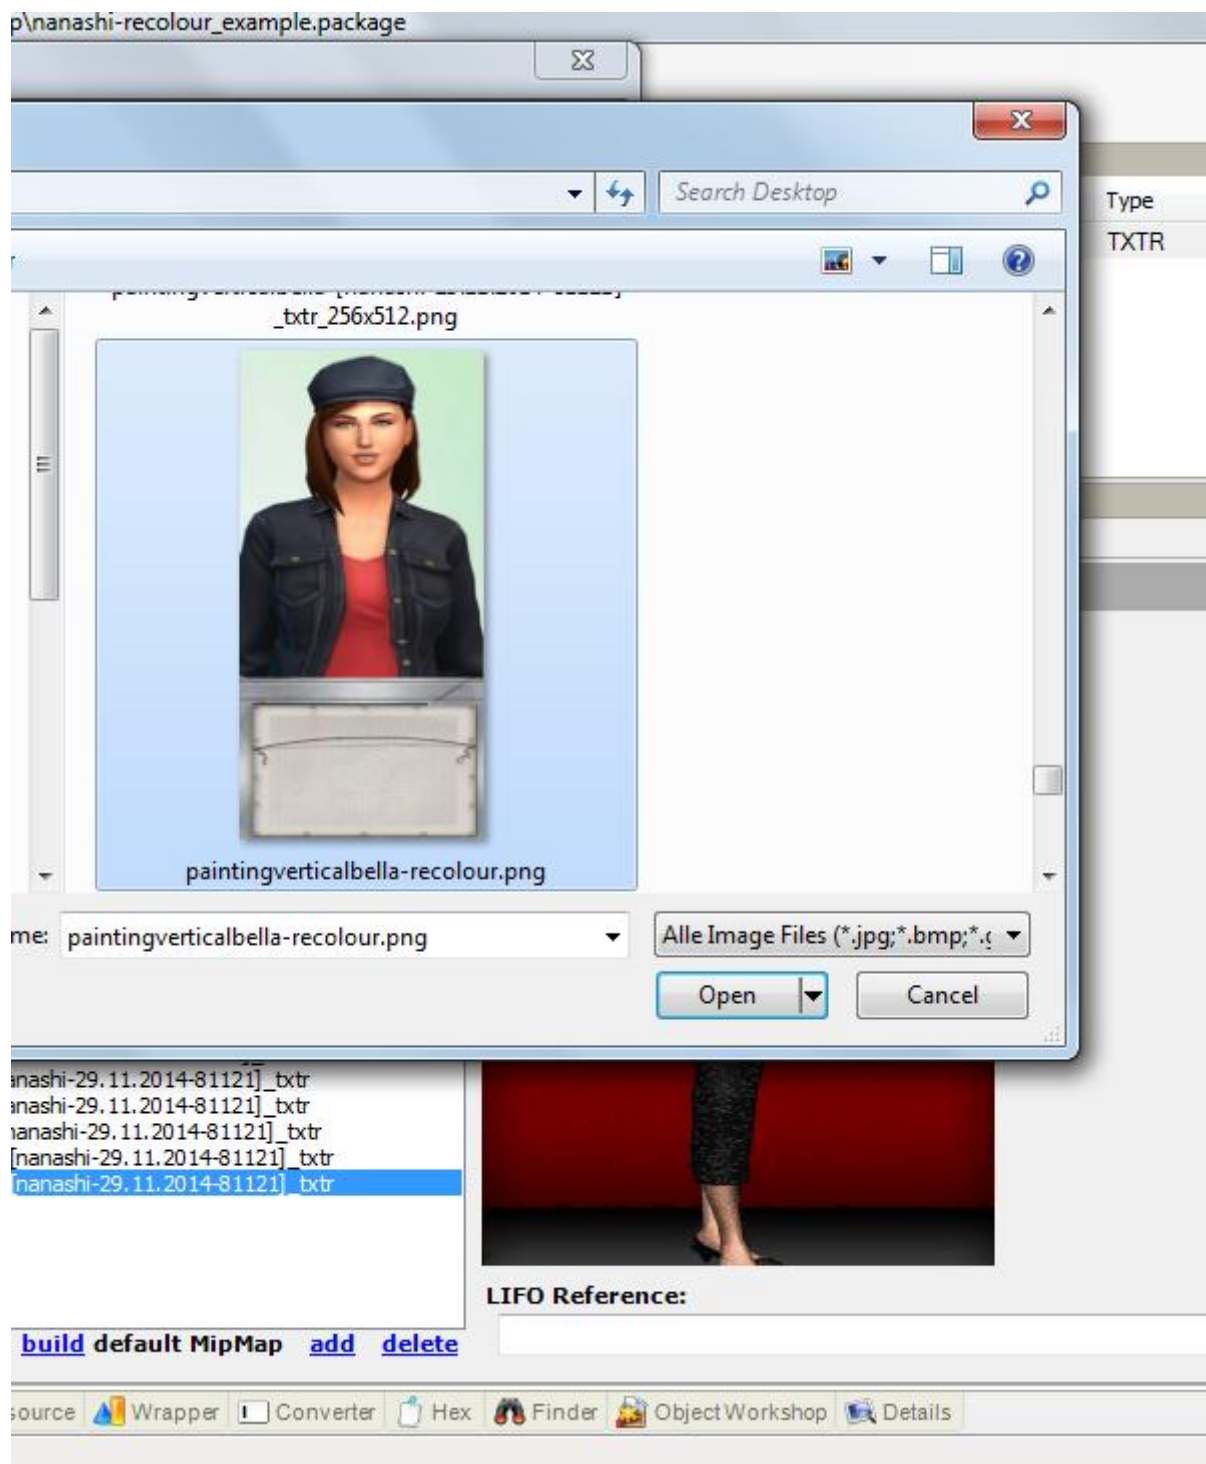 p\nanashi-recolour_example.package
Search Desktop
Type
TXTR
_txtr_256x512.png
paintingverticalbella-recolour.png
me: paintingverticalbella-recolour.png
Alle Image Files (*.jpg;*.bmp;*.g
Open
Cancel
anashi-29.11.2014-81121]_txtr
anashi-29.11.2014-81121]_txtr
nanashi-29.11.2014-81121]_txtr
[nanashi-29.11.2014-81121]_txtr
[nanashi-29.11.2014-81121]_txtr
LIFO Reference:
build default MipMap add delete
source Wrapper Converter Hex Finder Object Workshop Details